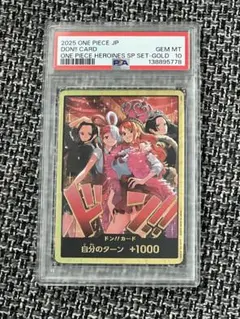 2025 ONE PIECE JP
DON!! CARD GEM MT
ONE PIECE HEROINES SP SET-GOLD 10
PSA 138895778
ドン!!
ドン!!カード
自分のターン +1000